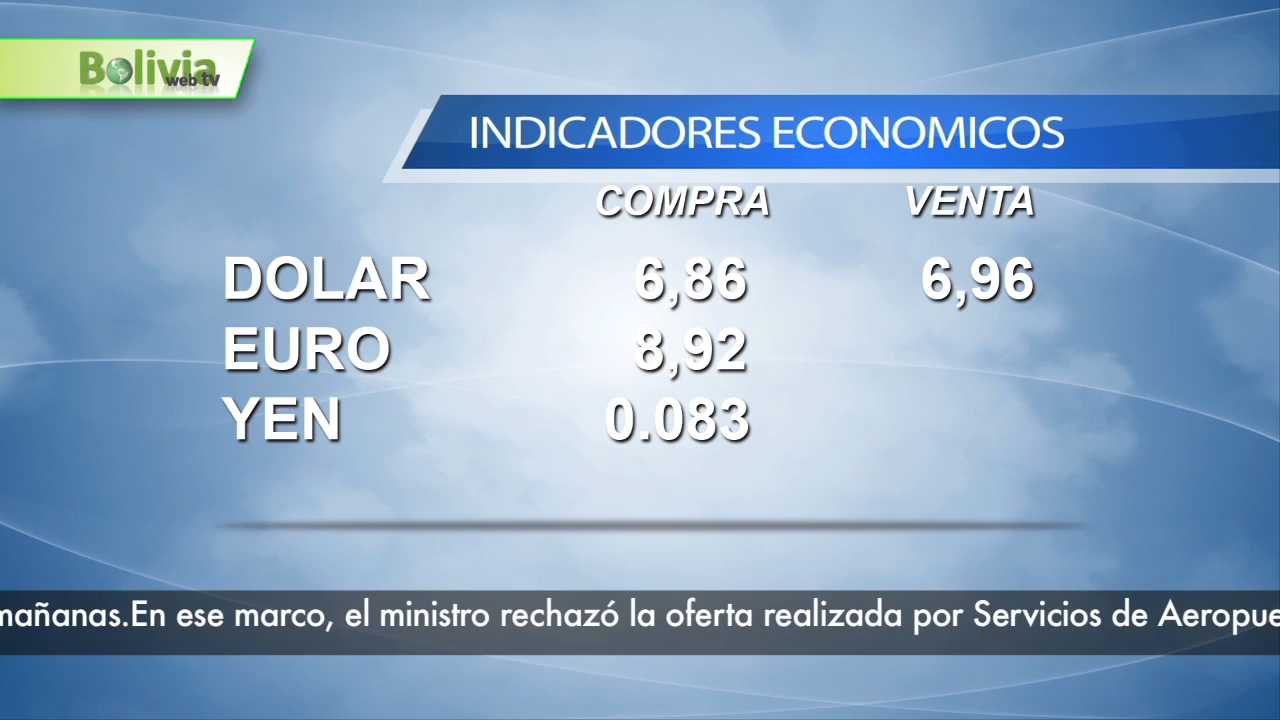 Bolivia
web tv
INDICADORES ECONOMICOS
COMPRA VENTA
DOLAR 6,86 6,96
EURO 8,92
YEN 0.083
mañanas.En ese marco, el ministro rechazó la oferta realizada por Servicios de Aeropue